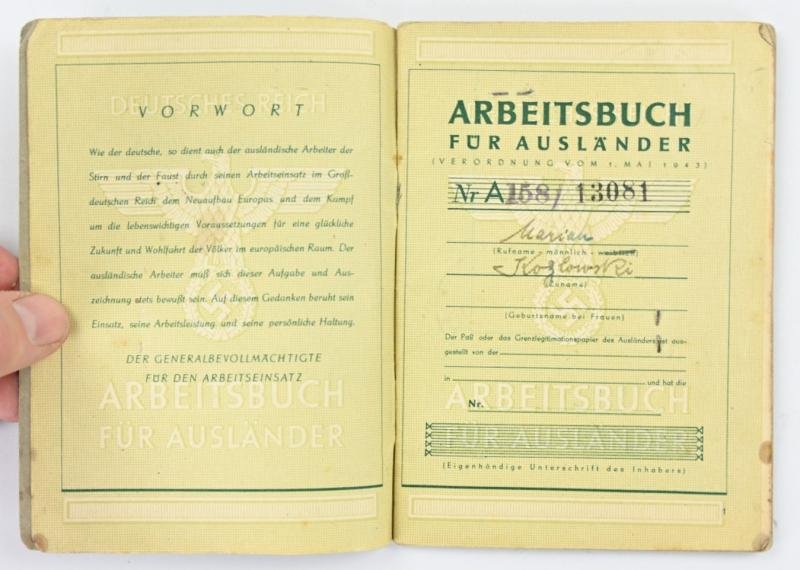 DEUTSCHES REICH
VORWORT
Wie der deutsche, so dient auch der ausländische Arbeiter der
Stirn und der Faust durch seinen Arbeitseinsatz im Groß-
deutschen Reich dem Neuaufbau Europas und dem Kampf
um die lebenswichtigen Voraussetzungen für eine glückliche
Zukunft und Wohlfahrt der Völker im europäischen Raum. Der
ausländische Arbeiter muß sich dieser Aufgabe und Aus-
zeichnung stets bewußt sein. Auf diesem Gedanken beruht sein
Einsatz, seine Arbeitsleistung und seine persönliche Haltung.
DER GENERALBEVOLLMÄCHTIGTE
FÜR DEN ARBEITSEINSATZ
ARBEITSBUCH
FÜR AUSLÄNDER
ARBEITSBUCH
FÜR AUSLÄNDER
(VERORDNUNG VOM 1. MAI 1943)
Nr A 158/ 13081
Marian
(Rufname - männlich - weiblich)
Kozlowski
(Zuname)
(Geburtsname bei Frauen)
Der Paß oder das Grenzlegitimationspapier des Ausländers ist aus-
gestellt von der
in und hat die
Nr.
ARBEITSBUCH
FÜR AUSLÄNDER
(Eigenhändige Unterschrift des Inhabers)
1